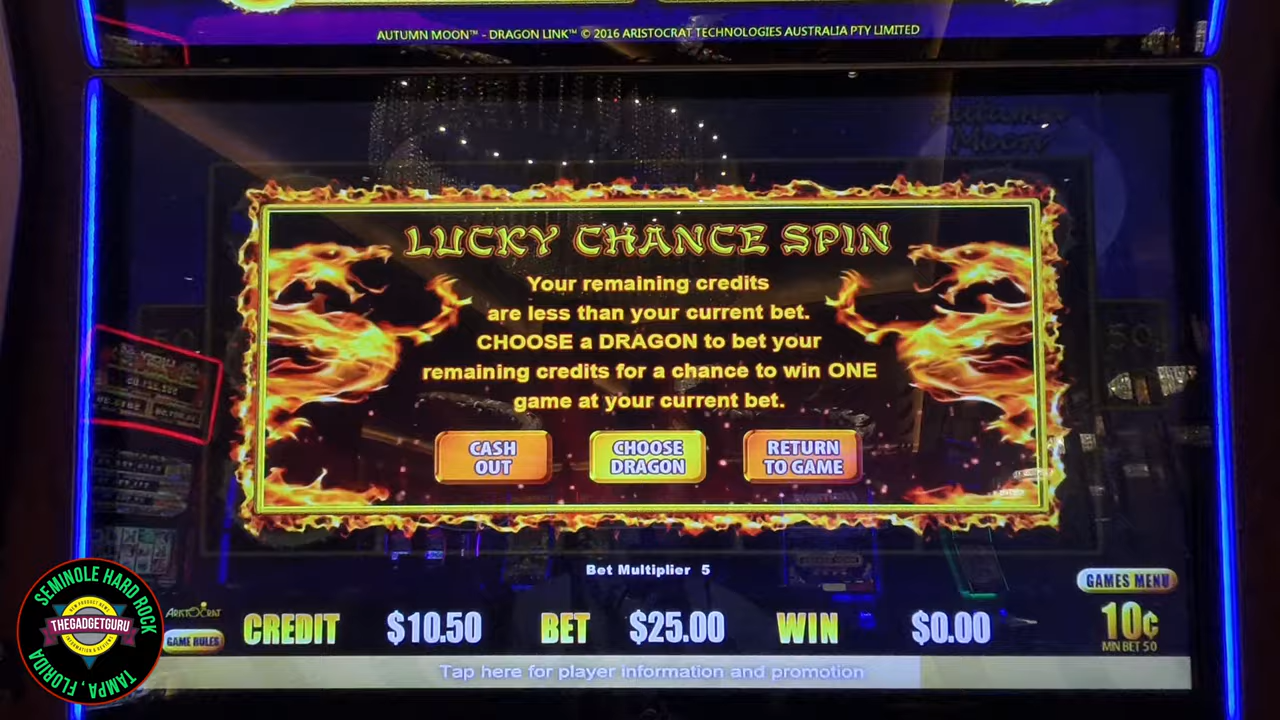 AUTUMN MOON™ - DRAGON LINK™ © 2016 ARISTOCRAT TECHNOLOGIES AUSTRALIA PTY LIMITED
Autumn
Moon
LUCKY CHANCE SPIN
Your remaining credits
are less than your current bet.
CHOOSE a DRAGON to bet your
remaining credits for a chance to win ONE
game at your current bet.
CASH
OUT
CHOOSE
DRAGON
RETURN
TO GAME
50
Bet Multiplier 5
GAMES MENU
ARISTOCRAT
GAME RULES
CREDIT $10.50 BET $25.00 WIN $0.00
10¢
MIN BET 50
Tap here for player information and promotion
SEMINOLE HARD ROCK
THEGADGETGURU
TAMPA, FLORIDA